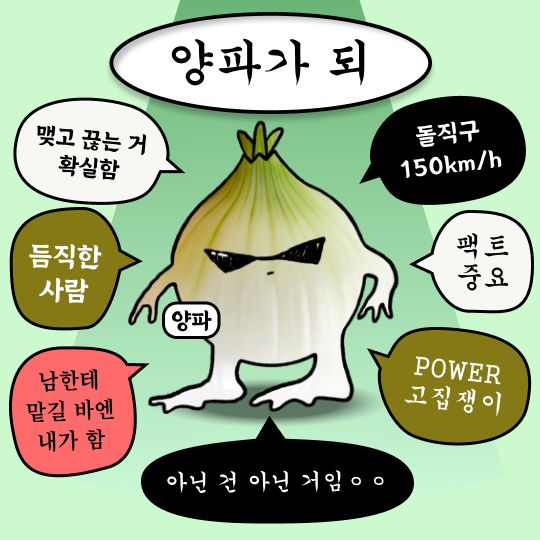 양파가 되
맺고 끊는 거
확실함
돌직구
150km/h
듬직한
사람
팩트
중요
양파
남한테
맡길 바엔
내가 함
POWER
고집쟁이
아닌 건 아닌 거임ㅇㅇ